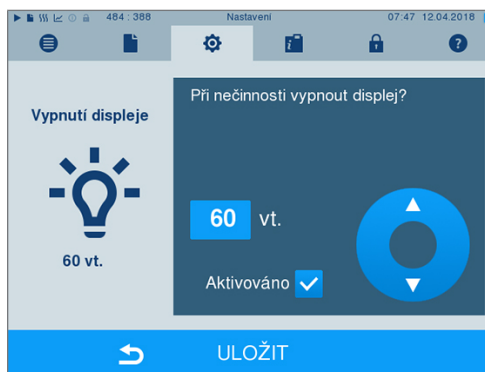 484 : 388 Nastavení 07:47 12.04.2018
Vypnutí displeje
60 vt.
Při nečinnosti vypnout displej?
60 vt.
Aktivováno
ULOŽIT